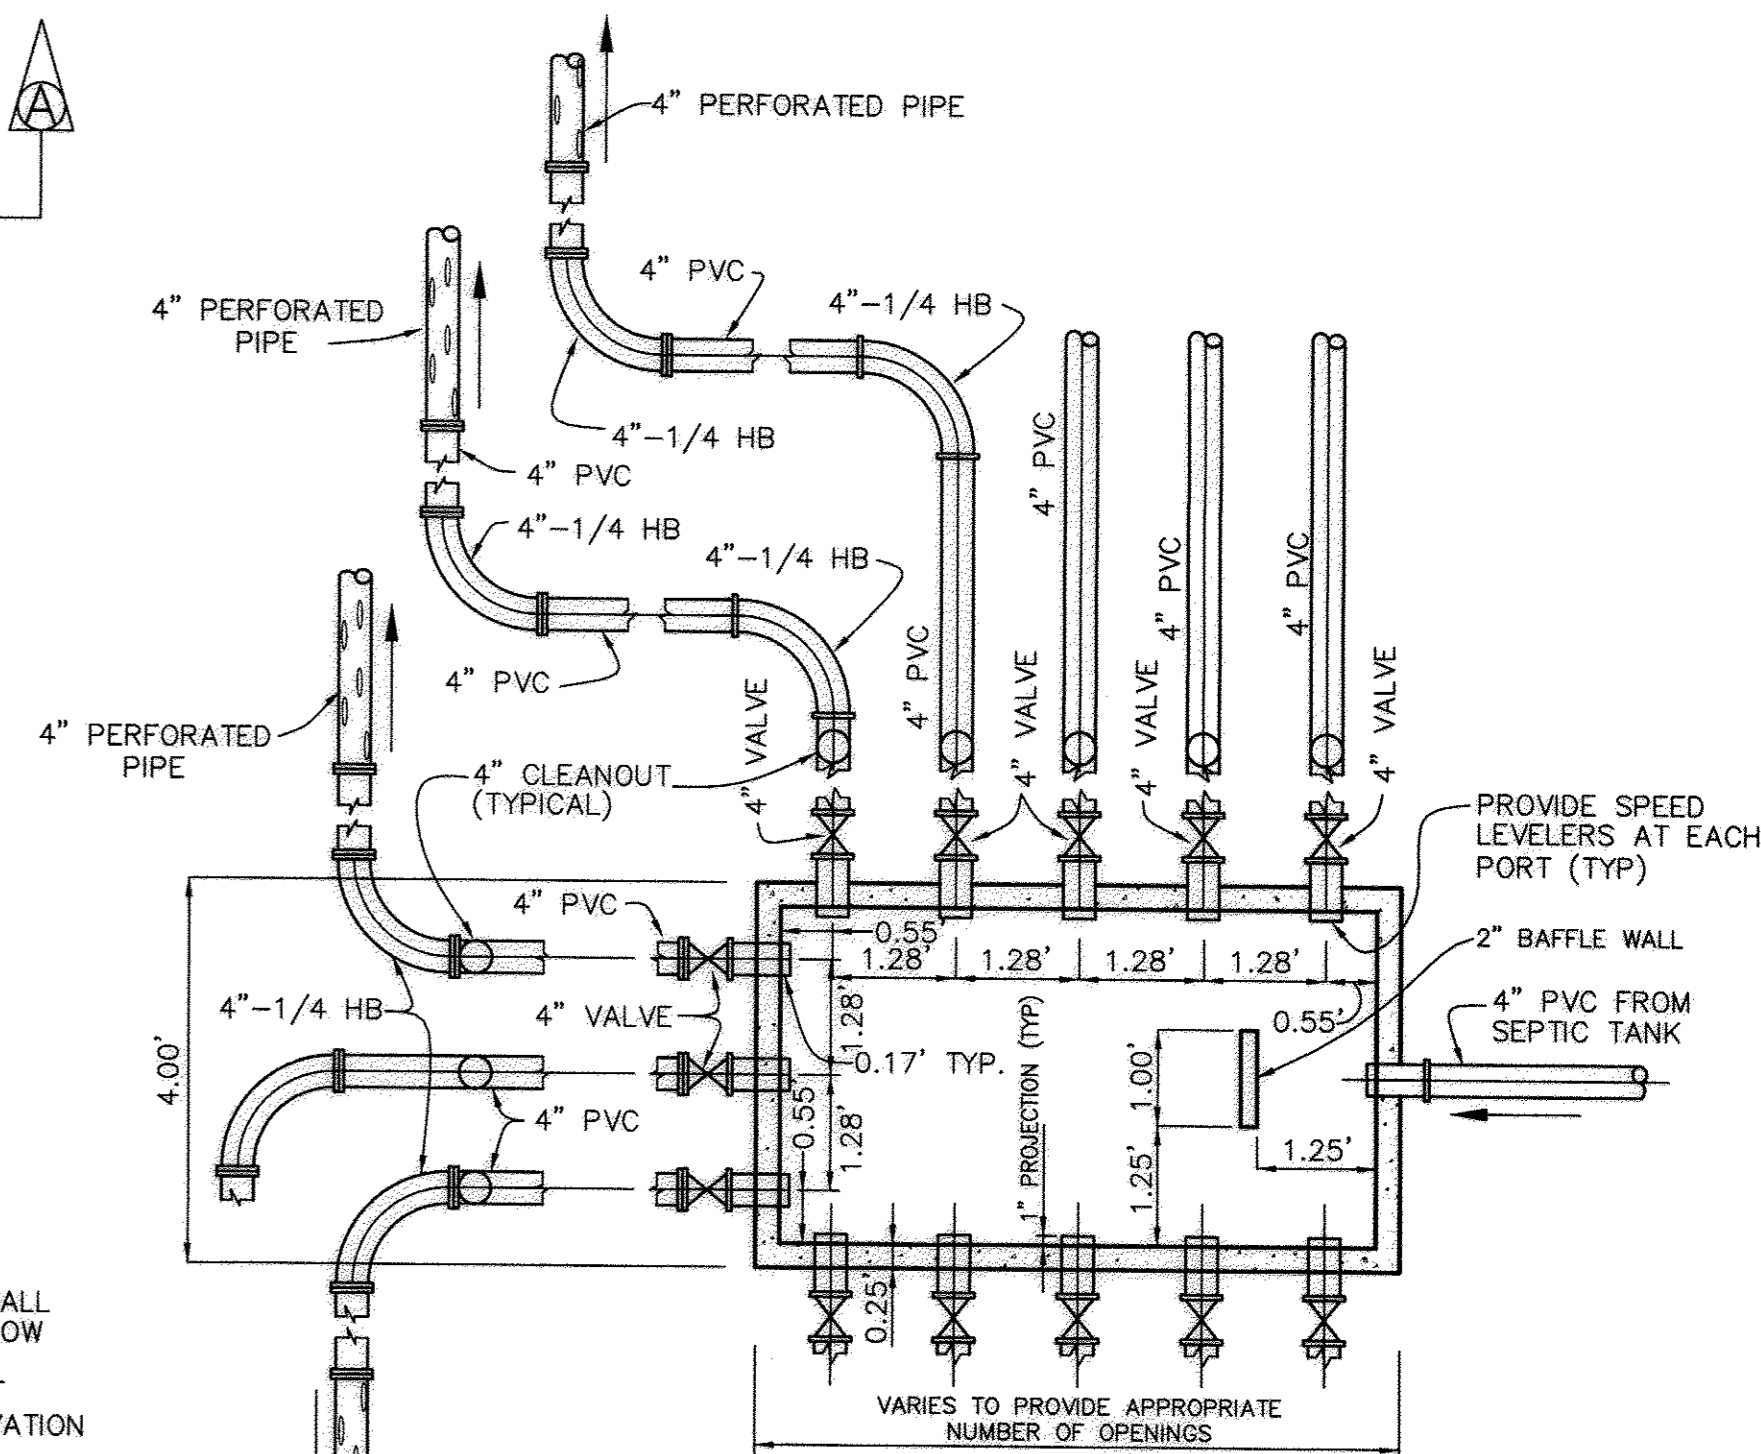 A
4" PERFORATED PIPE
4" PVC
4"-1/4 HB
4" PERFORATED
PIPE
4"-1/4 HB
4" PVC
4" PVC
4"-1/4 HB
4"-1/4 HB
4" PVC
4" PVC
4" PVC
4" PERFORATED
PIPE
4" PVC
4" VALVE
4" VALVE
4" VALVE
4" VALVE
4" CLEANOUT
(TYPICAL)
PROVIDE SPEED
LEVELERS AT EACH
PORT (TYP)
4" PVC
0.55'
1.28'
1.28'
1.28'
1.28'
2" BAFFLE WALL
4"-1/4 HB
4" VALVE
1.28'
0.55'
4" PVC FROM
SEPTIC TANK
4.00'
0.17' TYP.
1" PROJECTION (TYP)
1.00'
4" PVC
0.55'
1.28'
1.25'
1.25'
0.25'
ALL
OW
VATION
VARIES TO PROVIDE APPROPRIATE
NUMBER OF OPENINGS